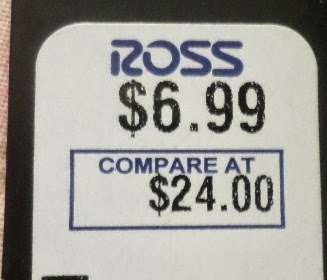 ROSS
$6.99
COMPARE AT
$24.00